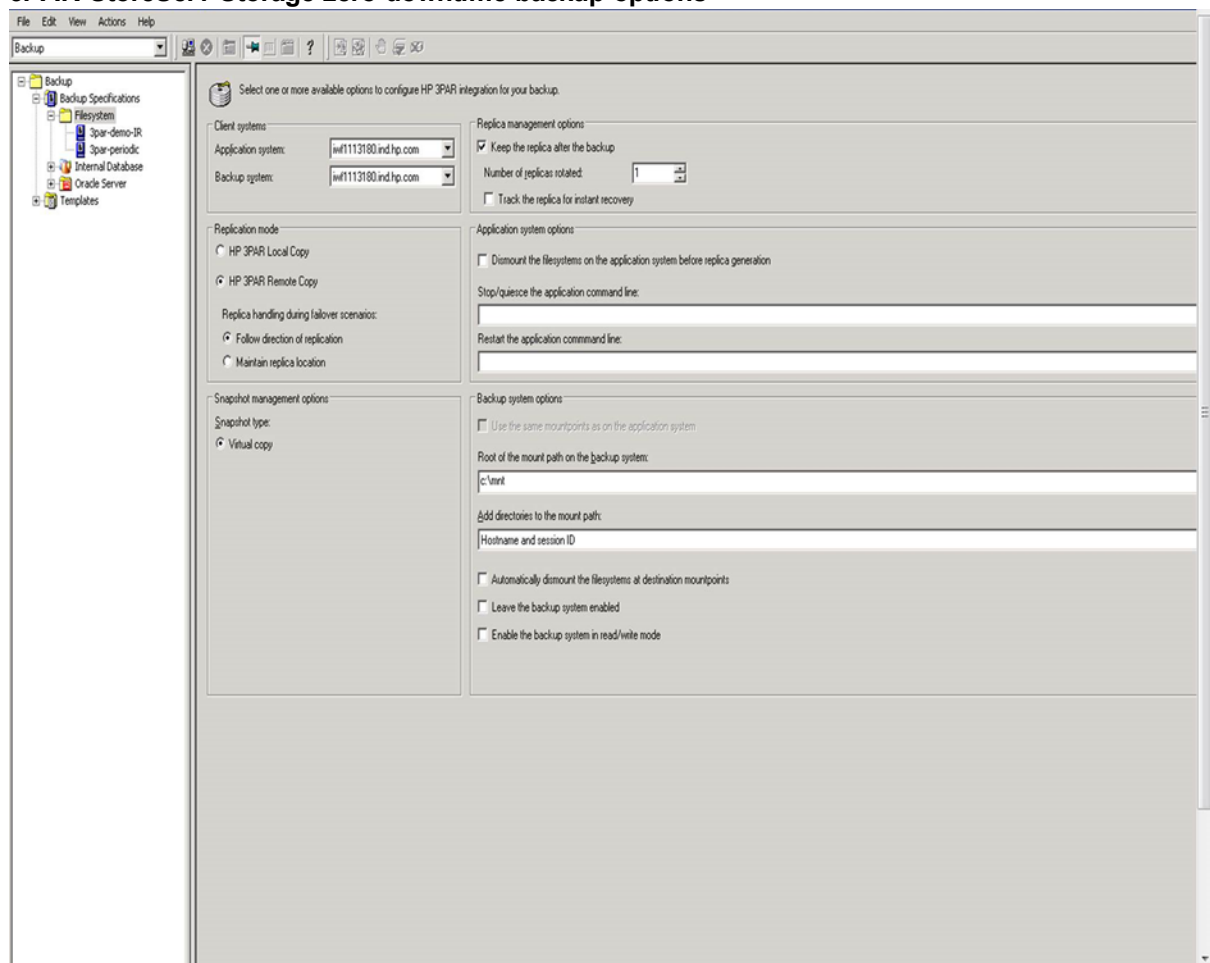 3PAR StoreServ Storage zero downtime backup options
File Edit View Actions Help
Backup
Backup
Backup Specifications
Filesystem
3par-demo-IR
3par-periodic
Internal Database
Oracle Server
Templates
Select one or more available options to configure HP 3PAR integration for your backup.
Client systems
Application system: iwf1113180.ind.hp.com
Backup system: iwf1113180.ind.hp.com
Replica management options
Keep the replica after the backup
Number of replicas rotated: 1
Track the replica for instant recovery
Replication mode
HP 3PAR Local Copy
HP 3PAR Remote Copy
Replica handling during failover scenarios:
Follow direction of replication
Maintain replica location
Application system options
Dismount the filesystems on the application system before replica generation
Stop/quiesce the application command line:
Restart the application commmand line:
Snapshot management options
Snapshot type:
Virtual copy
Backup system options
Use the same mountpoints as on the application system
Root of the mount path on the backup system:
c:\mnt
Add directories to the mount path:
Hostname and session ID
Automatically dismount the filesystems at destination mountpoints
Leave the backup system enabled
Enable the backup system in read/write mode